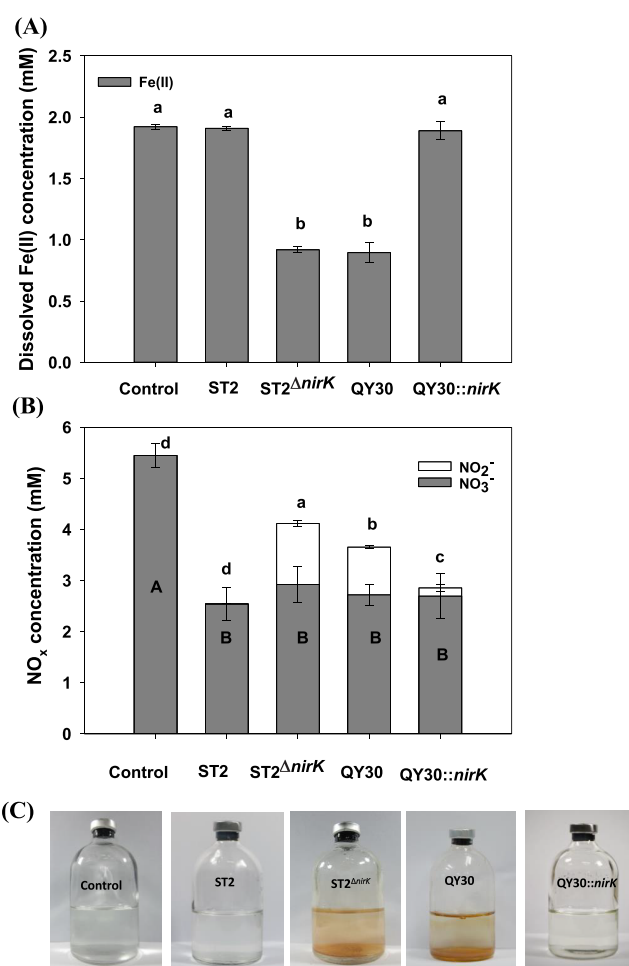 (A)
Dissolved Fe(II) concentration (mM)
2.5
2.0
1.5
1.0
0.5
0.0
Fe(II)
a
a
b
b
a
Control
ST2
ST2ΔnirK
QY30
QY30::nirK
(B)
NOx concentration (mM)
6
5
4
3
2
1
0
NO2-
NO3-
d
d
a
b
c
A
B
B
B
B
Control
ST2
ST2ΔnirK
QY30
QY30::nirK
(C)
Control
ST2
ST2ΔnirK
QY30
QY30::nirK